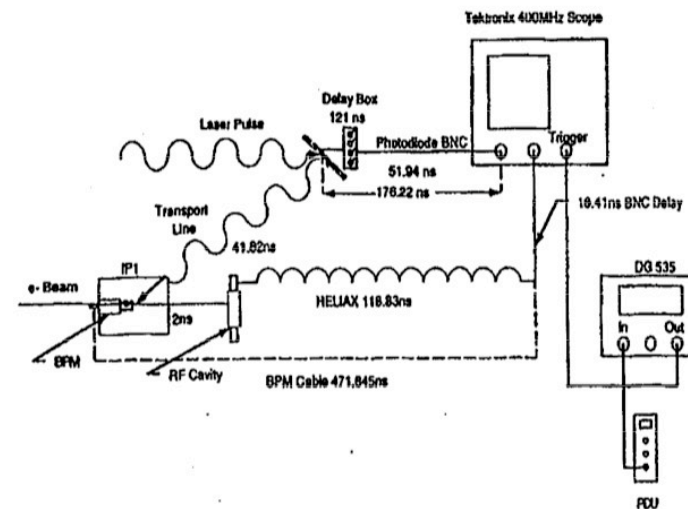 Tektronix 400MHz Scope
Delay Box
121 ns
Laser Pulse
Photodiode BNC
Trigger
51.94 ns
176.22 ns
Transport
Line
41.82ns
19.41ns BNC Delay
IP1
e- Beam
DG 535
HELIAX 118.83ns
2ns
In
Out
BPM
RF Cavity
BPM Cable 471.845ns
PDU